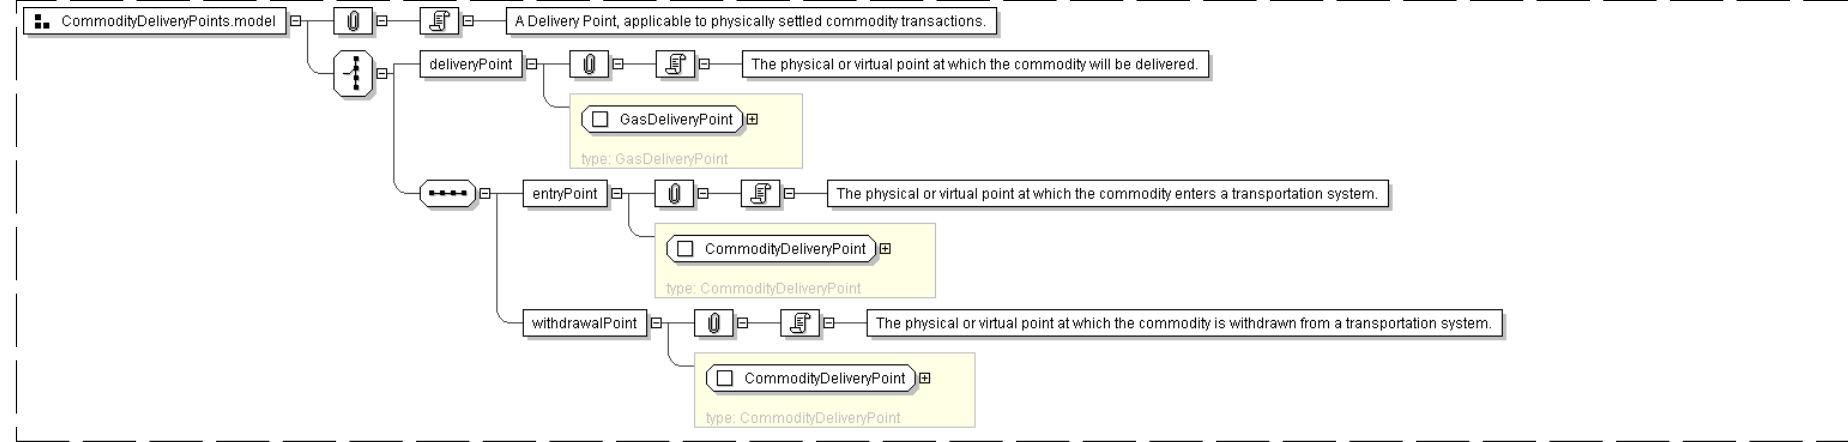 CommodityDeliveryPoints.model
A Delivery Point, applicable to physically settled commodity transactions.
deliveryPoint
The physical or virtual point at which the commodity will be delivered.
GasDeliveryPoint
type: GasDeliveryPoint
entryPoint
The physical or virtual point at which the commodity enters a transportation system.
CommodityDeliveryPoint
type: CommodityDeliveryPoint
withdrawalPoint
The physical or virtual point at which the commodity is withdrawn from a transportation system.
CommodityDeliveryPoint
type: CommodityDeliveryPoint